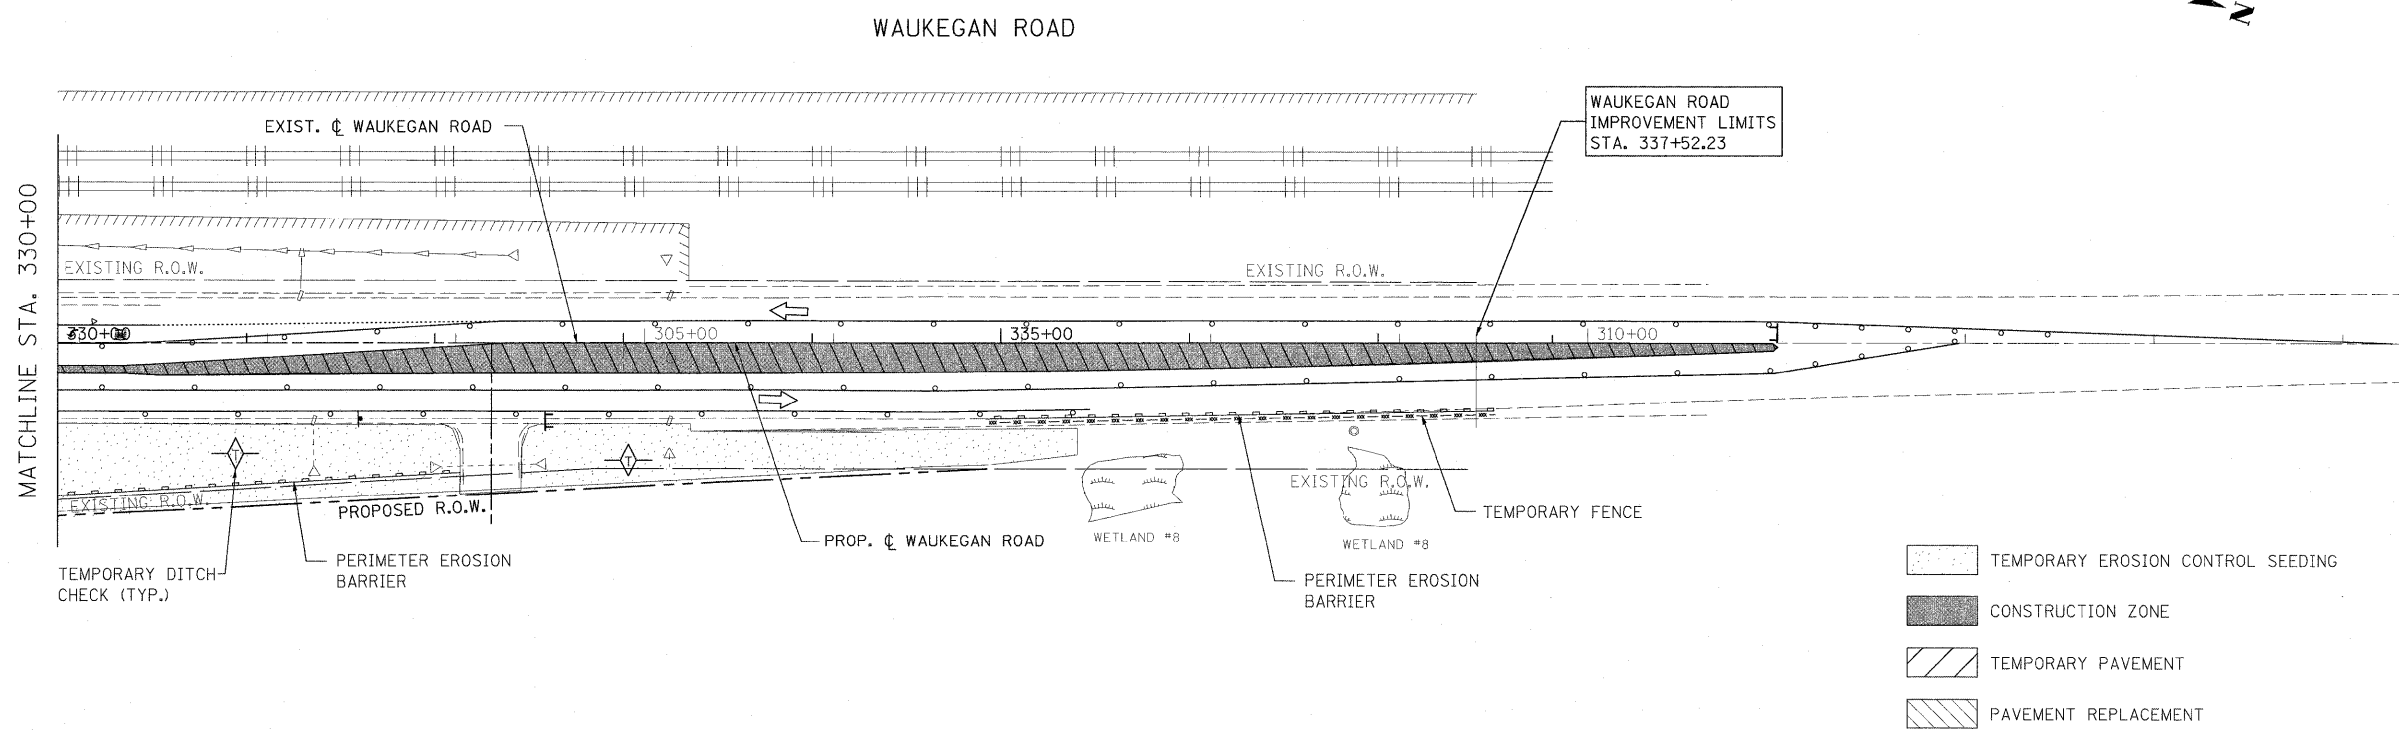 WAUKEGAN ROAD
N
WAUKEGAN ROAD
IMPROVEMENT LIMITS
STA. 337+52.23
EXIST. ℄ WAUKEGAN ROAD
MATCHLINE STA. 330+00
EXISTING R.O.W.
EXISTING R.O.W.
330+00
305+00
335+00
310+00
T
T
EXISTING R.O.W.
PROPOSED R.O.W.
EXISTING R.O.W.
TEMPORARY FENCE
WETLAND #8
WETLAND #8
PROP. ℄ WAUKEGAN ROAD
PERIMETER EROSION
BARRIER
TEMPORARY DITCH
CHECK (TYP.)
PERIMETER EROSION
BARRIER
TEMPORARY EROSION CONTROL SEEDING
CONSTRUCTION ZONE
TEMPORARY PAVEMENT
PAVEMENT REPLACEMENT